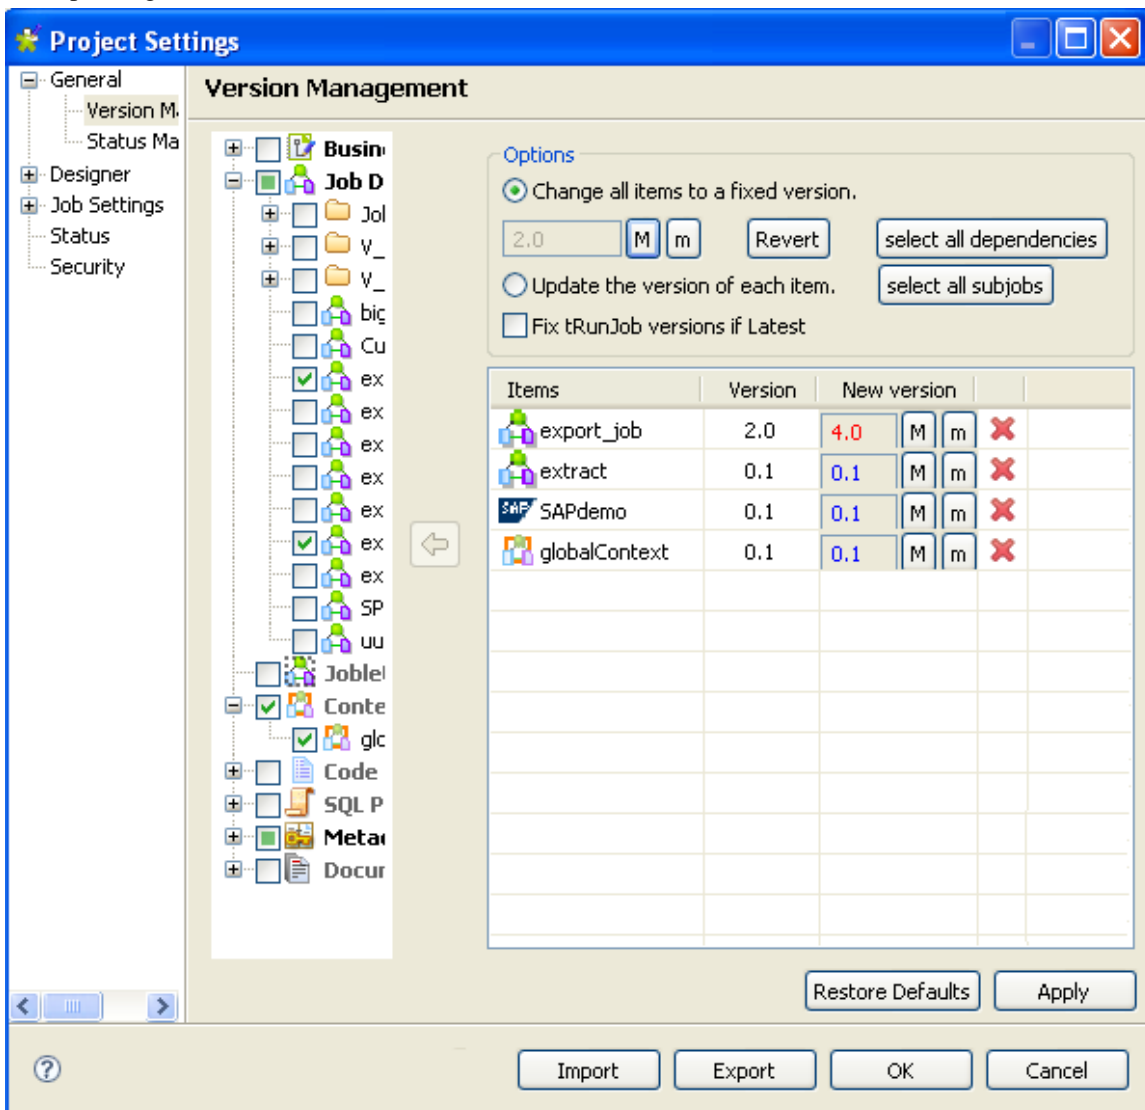 Project Settings
General
Version M
Status Ma
Designer
Job Settings
Status
Security
Version Management
Busin
Job D
Jol
V_
V_
big
Cu
ex
ex
ex
ex
ex
ex
ex
SP
uu
Joblet
Conte
glo
Code
SQL P
Meta
Docur
Options
Change all items to a fixed version.
2.0 M m Revert select all dependencies
Update the version of each item. select all subjobs
Fix tRunJob versions if Latest
Items Version New version
export_job 2.0 4.0 M m
extract 0.1 0.1 M m
SAP SAPdemo 0.1 0.1 M m
globalContext 0.1 0.1 M m
Restore Defaults Apply
? Import Export OK Cancel